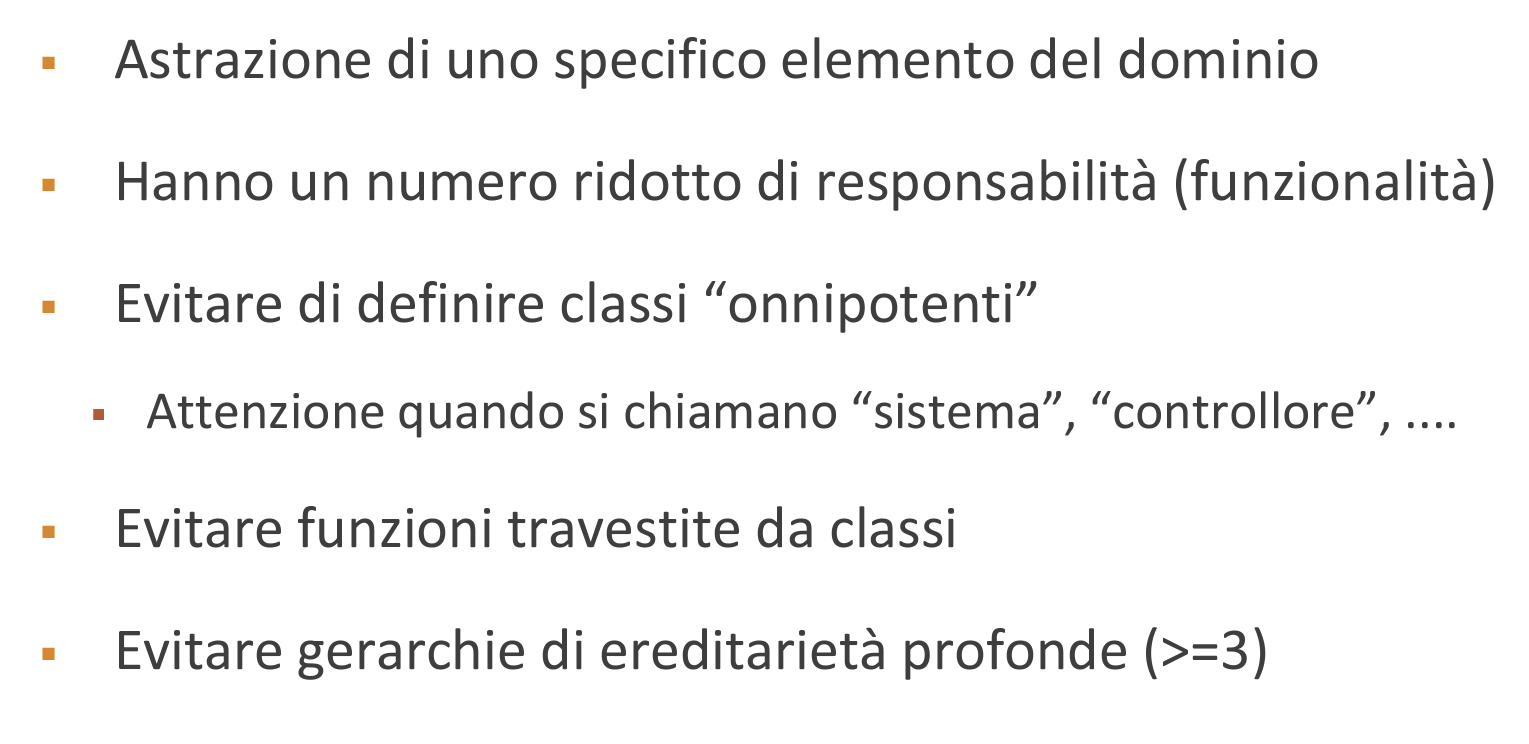 ▪ Astrazione di uno specifico elemento del dominio
▪ Hanno un numero ridotto di responsabilità (funzionalità)
▪ Evitare di definire classi “onnipotenti”
▪ Attenzione quando si chiamano “sistema”, “controllore”, ....
▪ Evitare funzioni travestite da classi
▪ Evitare gerarchie di ereditarietà profonde (>=3)